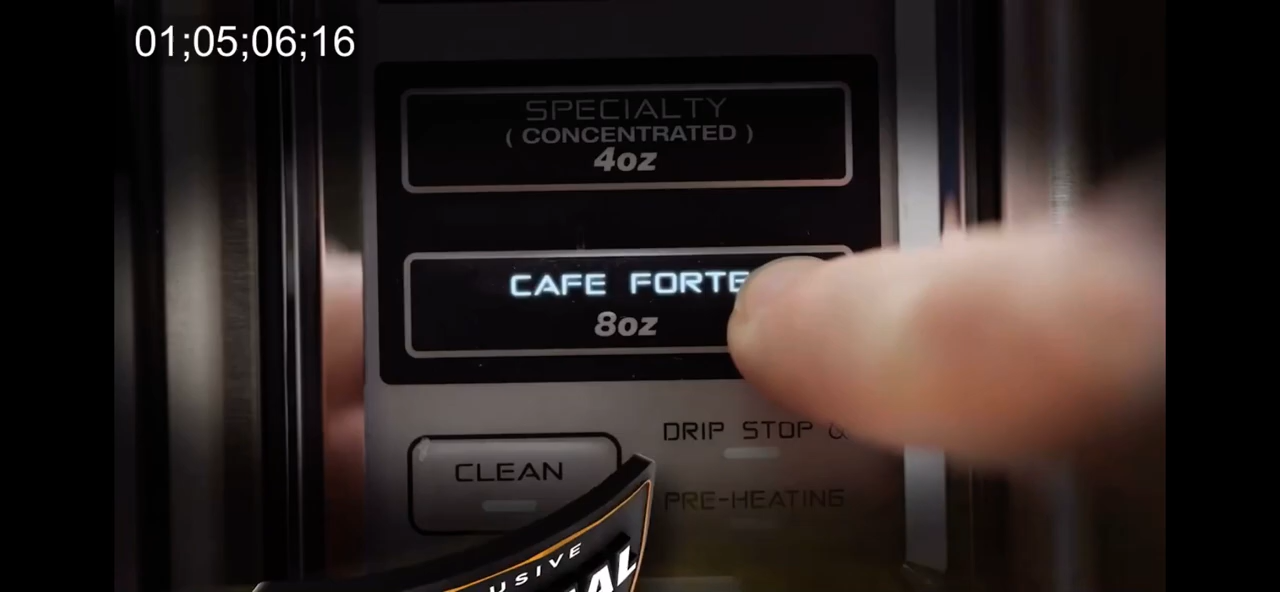 01;05;06;16
SPECIALTY
( CONCENTRATED )
4oz
CAFE FORTE
8oz
DRIP STOP
CLEAN
PRE-HEATING